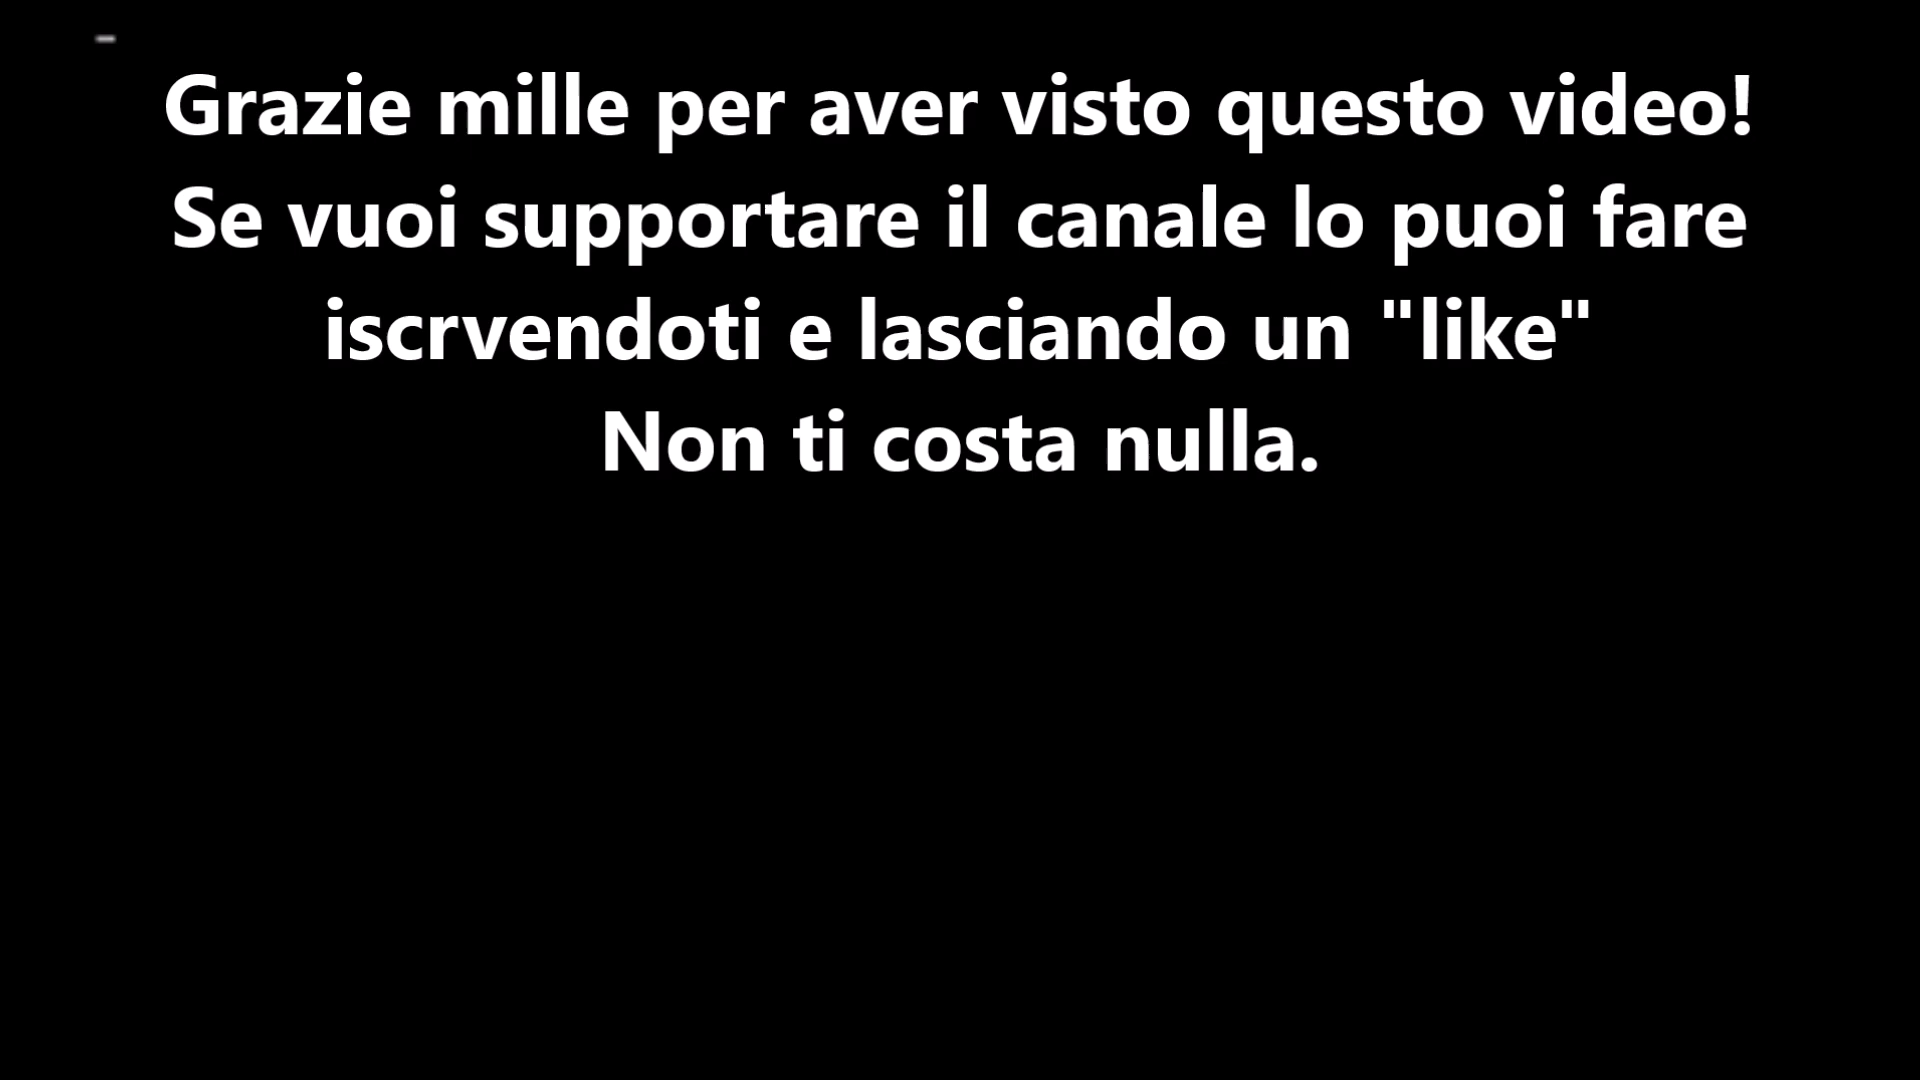 Grazie mille per aver visto questo video!
Se vuoi supportare il canale lo puoi fare
iscrvendoti e lasciando un "like"
Non ti costa nulla.